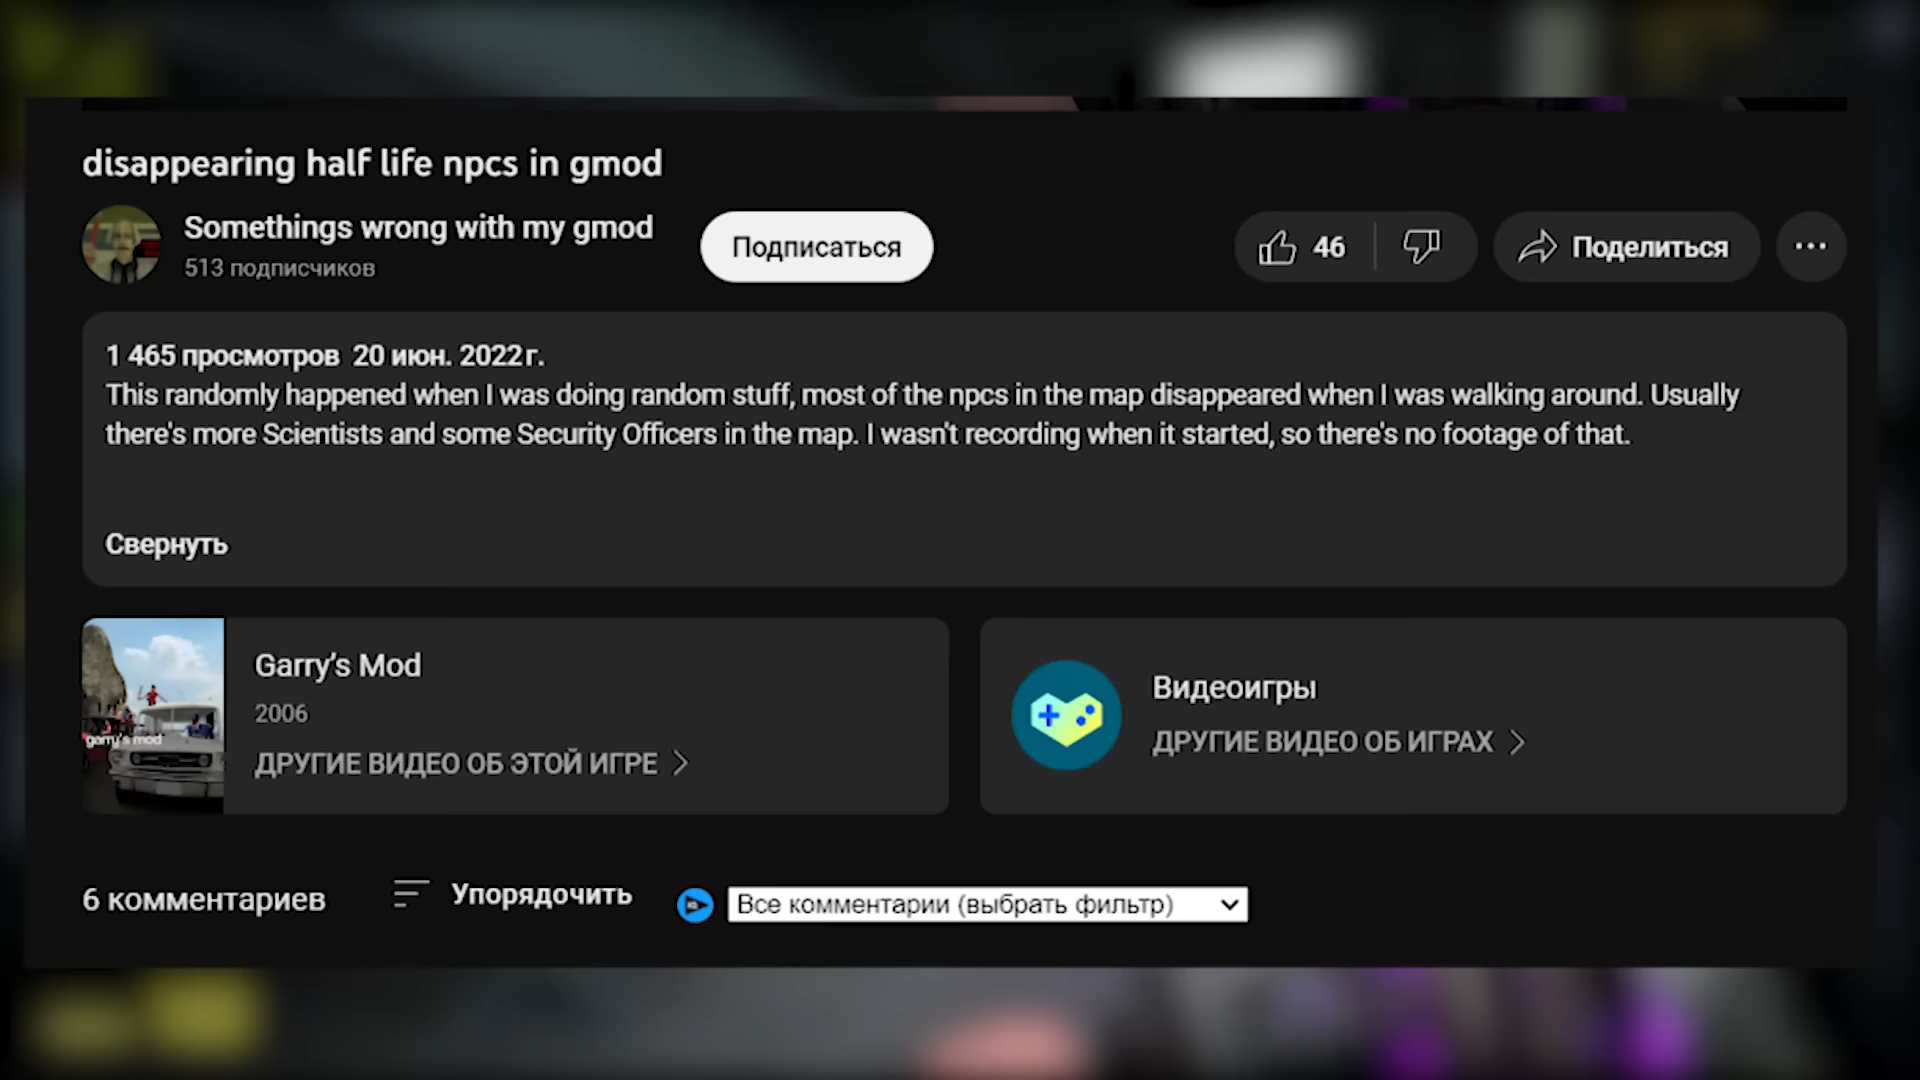 disappearing half life npcs in gmod
Somethings wrong with my gmod
513 подписчиков
Подписаться
46
Поделиться
1 465 просмотров 20 июн. 2022 г.
This randomly happened when I was doing random stuff, most of the npcs in the map disappeared when I was walking around. Usually
there's more Scientists and some Security Officers in the map. I wasn't recording when it started, so there's no footage of that.
Свернуть
garry's mod
Garry's Mod
2006
ДРУГИЕ ВИДЕО ОБ ЭТОЙ ИГРЕ
Видеоигры
ДРУГИЕ ВИДЕО ОБ ИГРАХ
6 комментариев
Упорядочить
Все комментарии (выбрать фильтр)